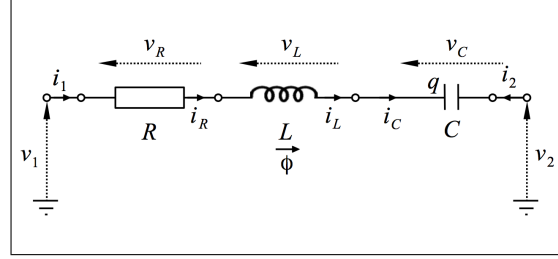 v_R v_L v_C
i_1 q i_2
R i_R L i_L i_C C
v_1 ϕ v_2